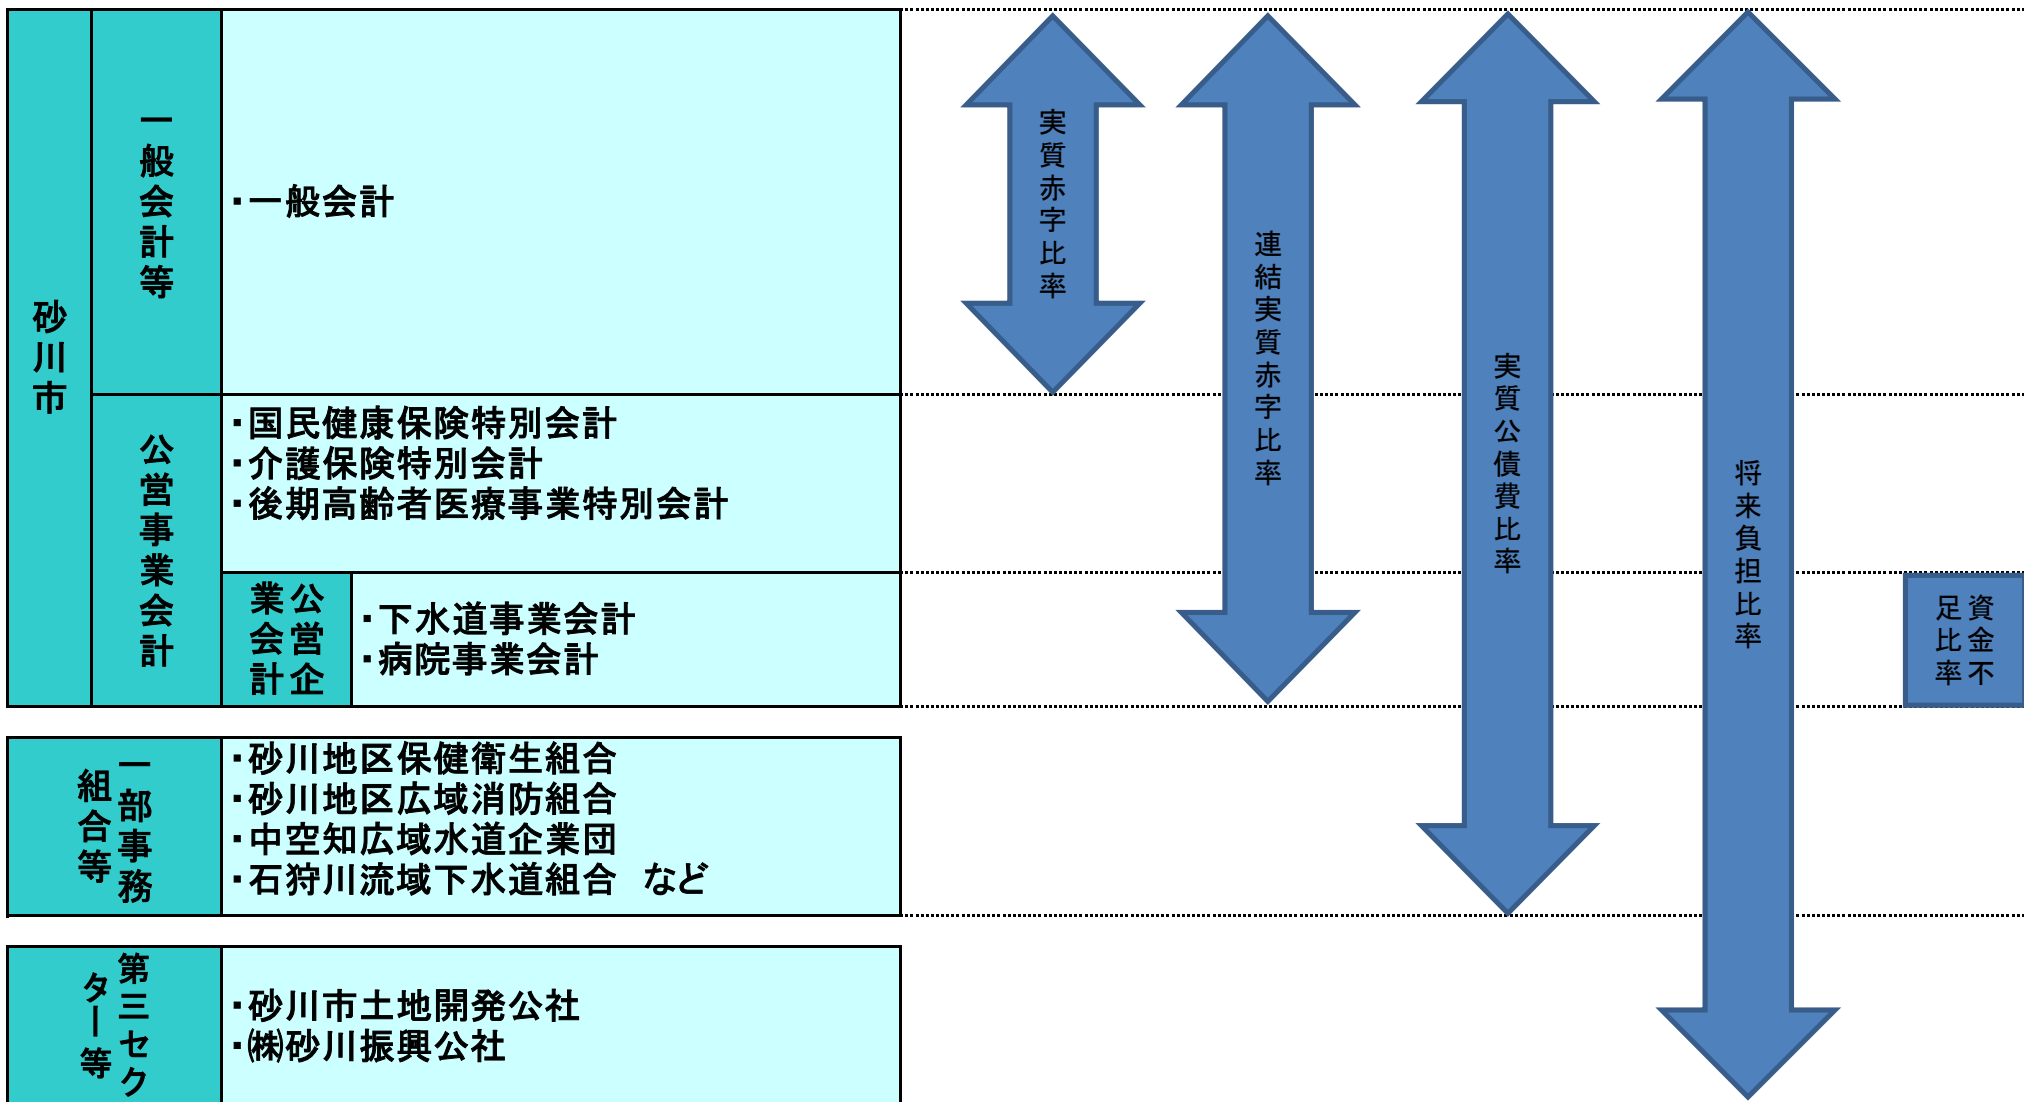 砂川市
一般会計等
・一般会計
公営事業会計
・国民健康保険特別会計
・介護保険特別会計
・後期高齢者医療事業特別会計
公営企
業会計
・下水道事業会計
・病院事業会計
一部事務
組合等
・砂川地区保健衛生組合
・砂川地区広域消防組合
・中空知広域水道企業団
・石狩川流域下水道組合　など
第三セク
ター等
・砂川市土地開発公社
・㈱砂川振興公社
実質赤字比率
連結実質赤字比率
実質公債費比率
将来負担比率
資金不
足比率